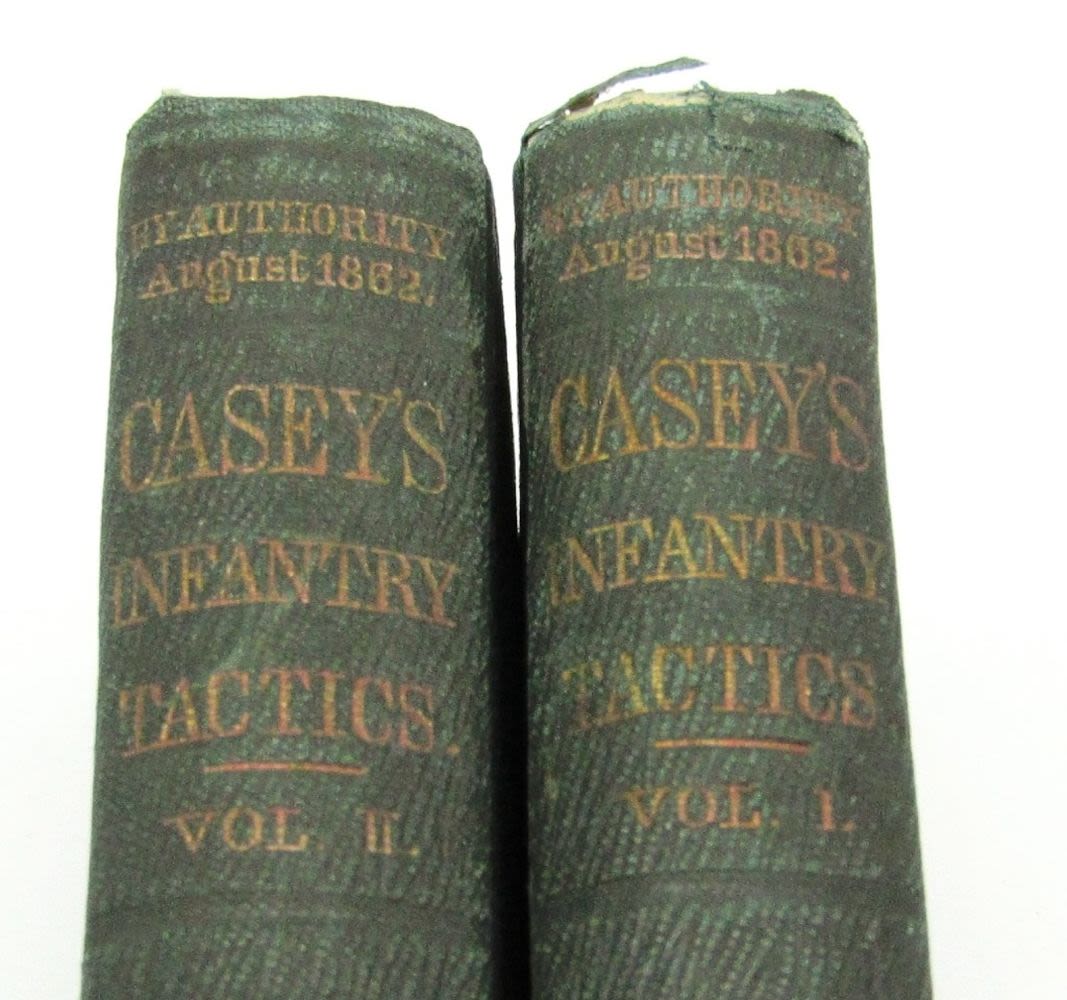 BY AUTHORITY
August 1862.
CASEY'S
INFANTRY
TACTICS.
VOL. II.
BY AUTHORITY
August 1862.
CASEY'S
INFANTRY
TACTICS.
VOL. I.